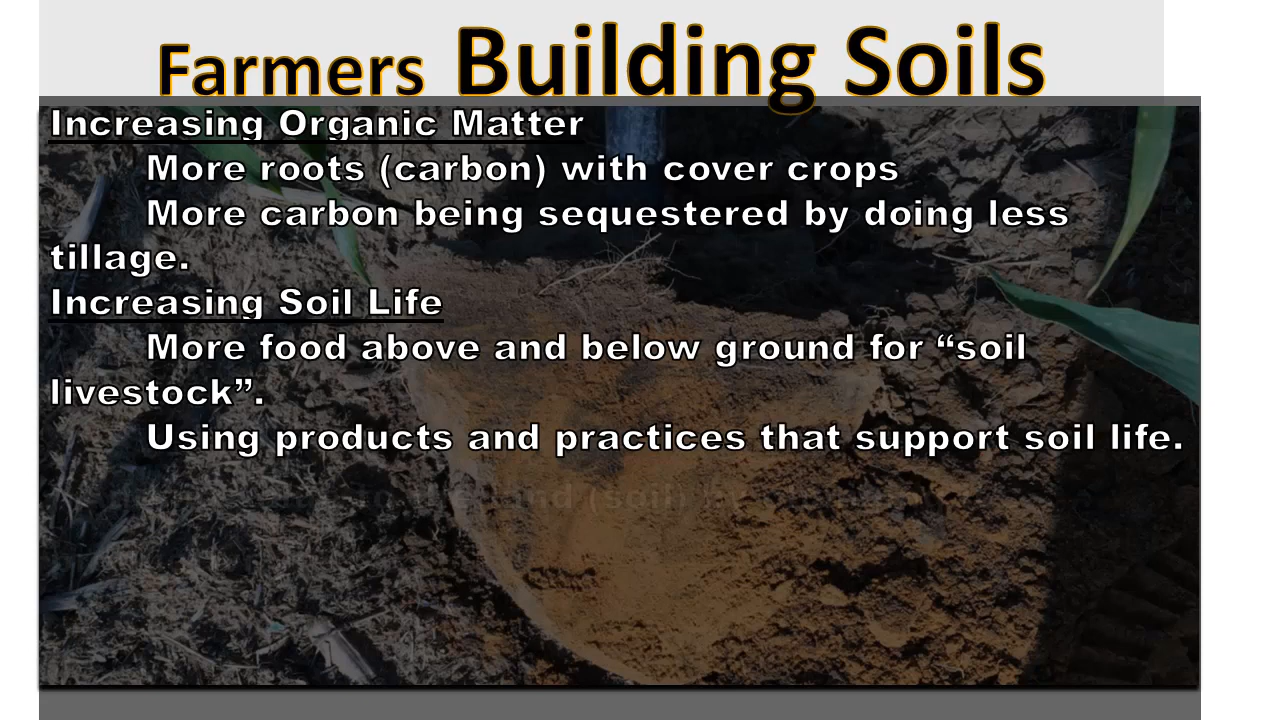 Farmers Building Soils
Increasing Organic Matter
More roots (carbon) with cover crops
More carbon being sequestered by doing less
tillage.
Increasing Soil Life
More food above and below ground for “soil
livestock”.
Using products and practices that support soil life.
(soil)